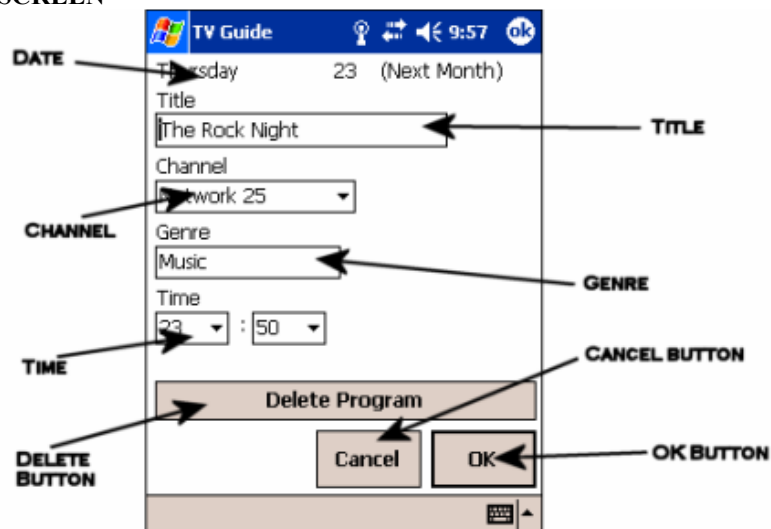 SCREEN
TV Guide 9:57 ok
DATE
Thursday 23 (Next Month)
Title
The Rock Night
TITLE
Channel
Network 25
CHANNEL
Genre
Music
GENRE
Time
23 : 50
TIME
CANCEL BUTTON
Delete Program
DELETE
BUTTON
Cancel OK
OK BUTTON